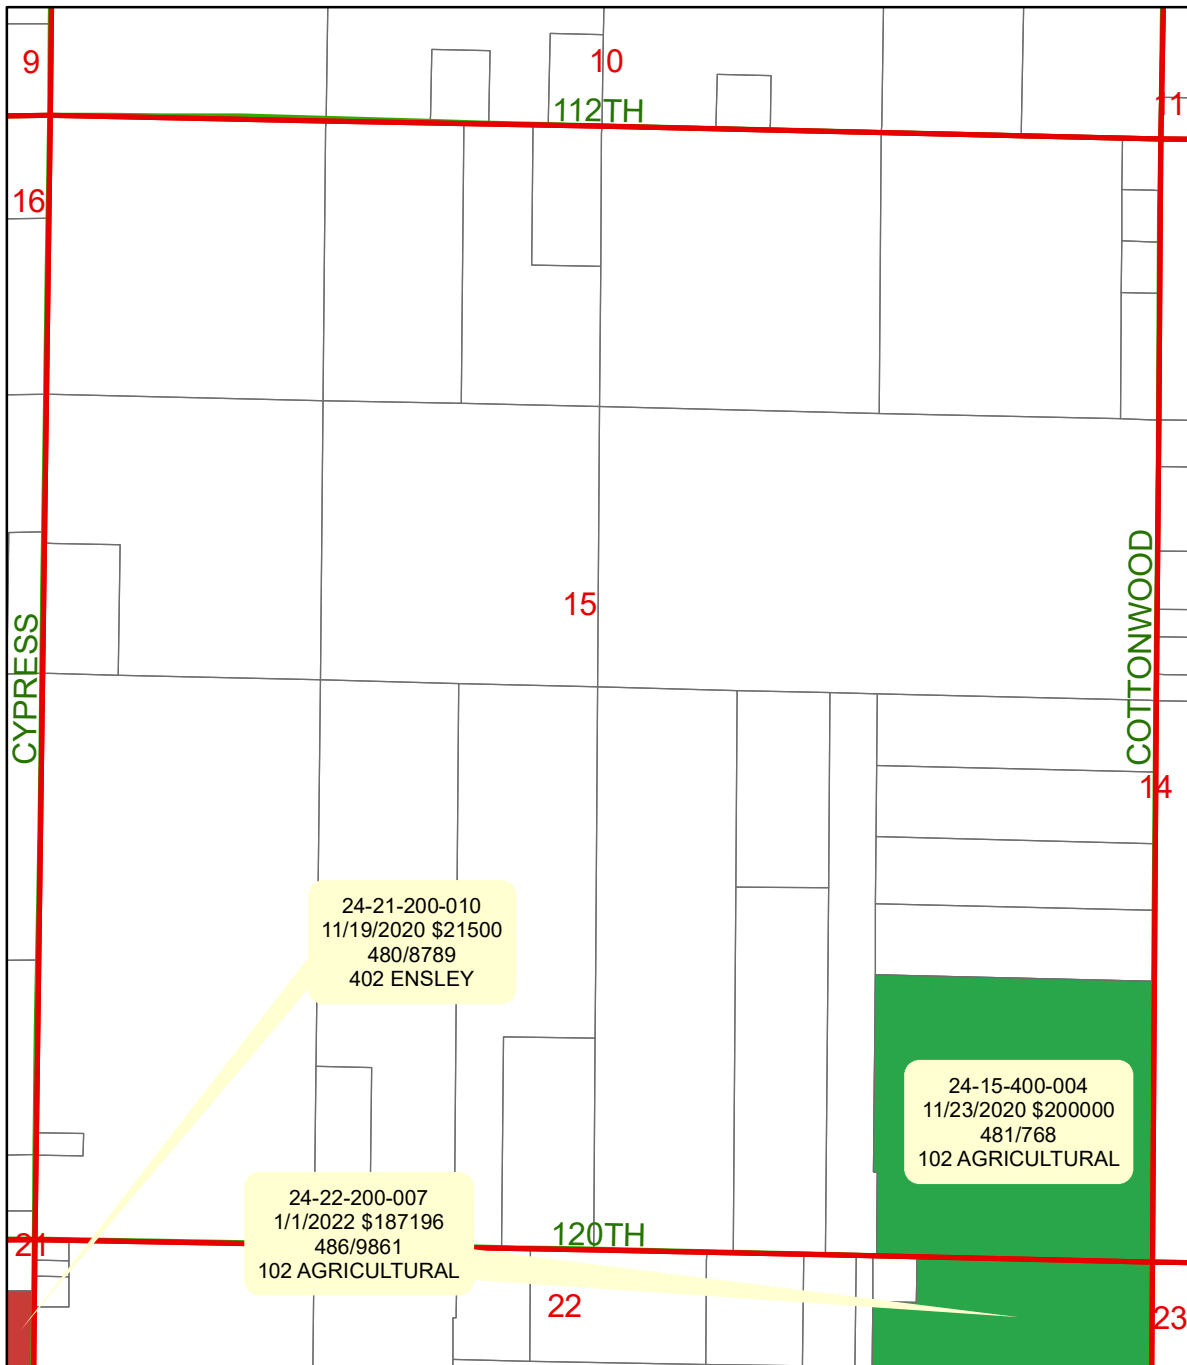 9
10
11
112TH
16
15
CYPRESS
COTTONWOOD
14
24-21-200-010
11/19/2020 $21500
480/8789
402 ENSLEY
24-15-400-004
11/23/2020 $200000
481/768
102 AGRICULTURAL
24-22-200-007
1/1/2022 $187196
486/9861
102 AGRICULTURAL
120TH
21
22
23